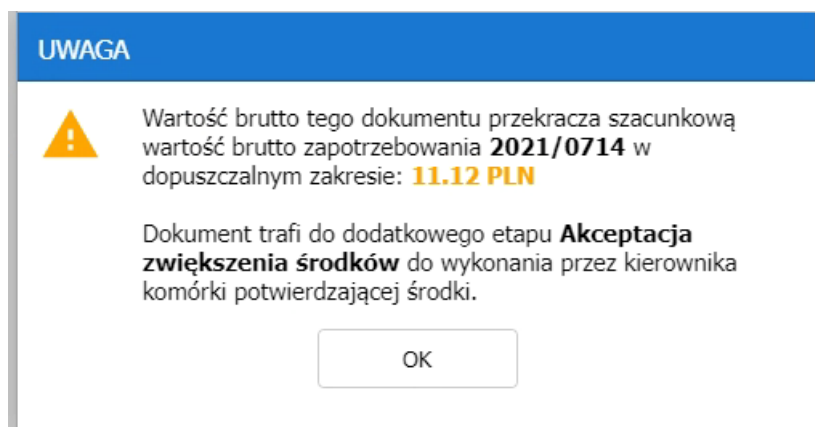 UWAGA
Wartość brutto tego dokumentu przekracza szacunkową
wartość brutto zapotrzebowania 2021/0714 w
dopuszczalnym zakresie: 11.12 PLN
Dokument trafi do dodatkowego etapu Akceptacja
zwiększenia środków do wykonania przez kierownika
komórki potwierdzającej środki.
OK